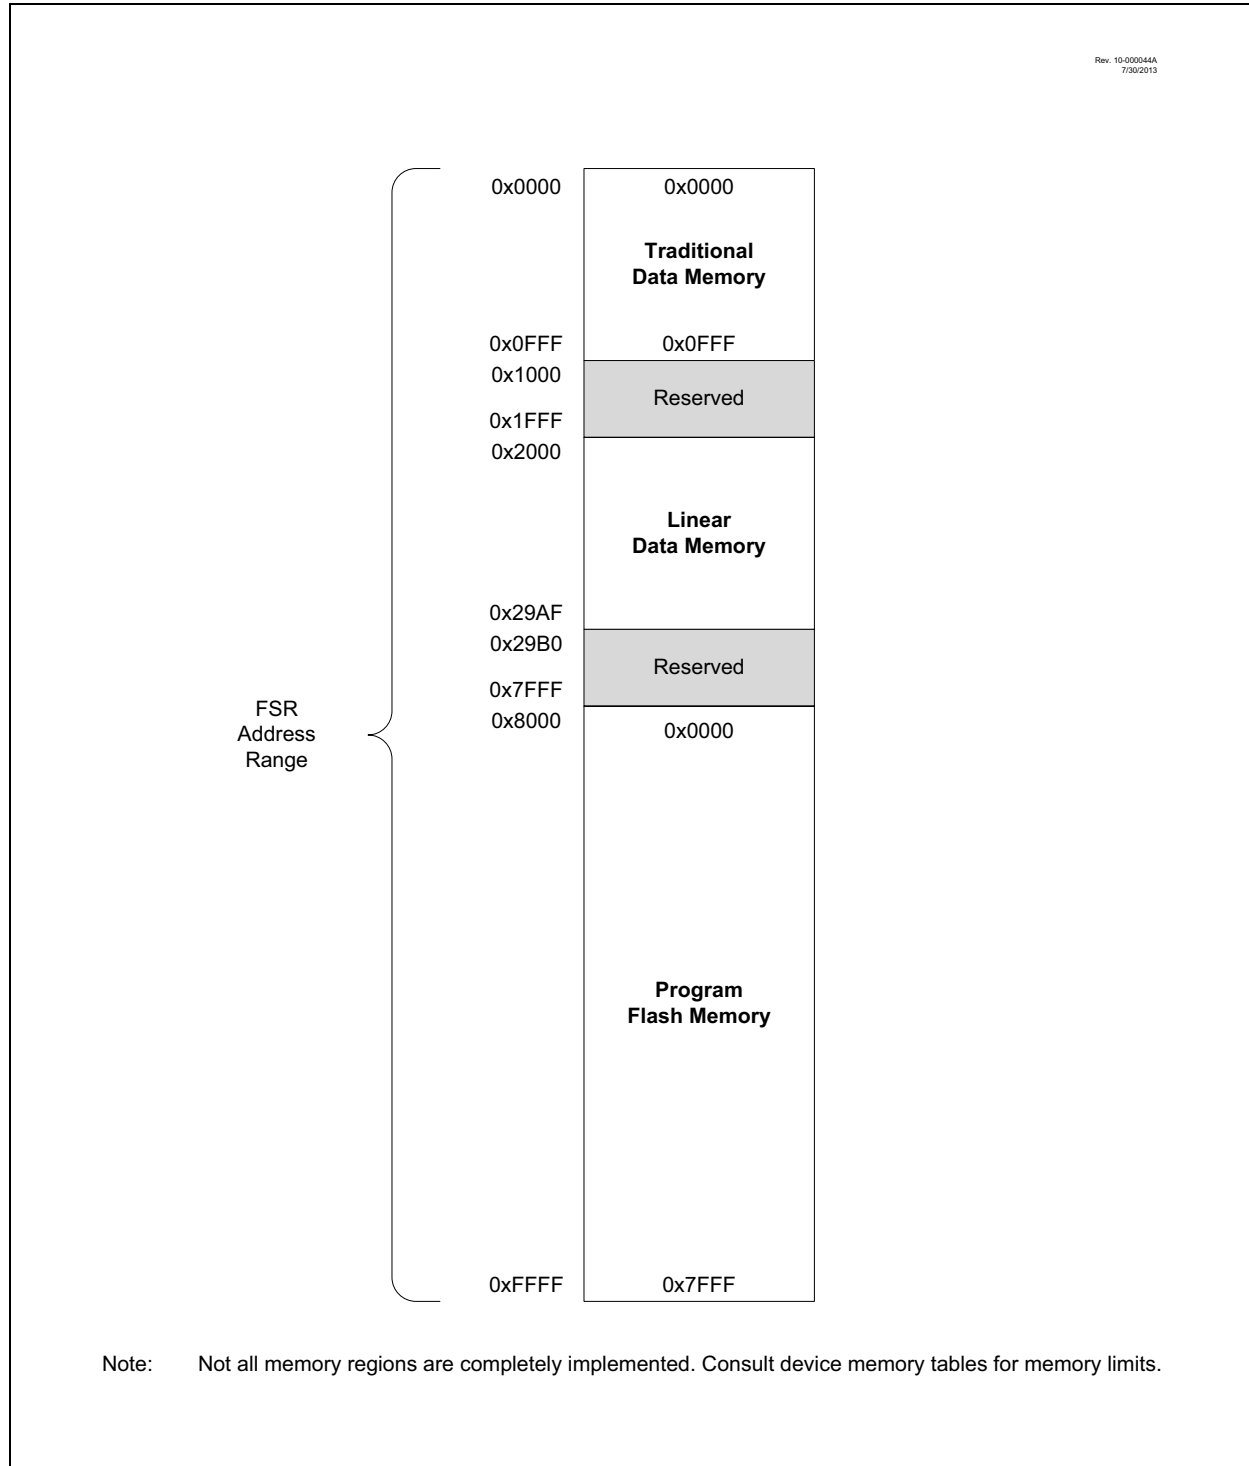 Rev. 10-000044A
7/30/2013
0x0000 0x0000
Traditional
Data Memory
0x0FFF 0x0FFF
0x1000
Reserved
0x1FFF
0x2000
Linear
Data Memory
0x29AF
0x29B0
Reserved
0x7FFF
0x8000 0x0000
FSR
Address
Range
Program
Flash Memory
0xFFFF 0x7FFF
Note: Not all memory regions are completely implemented. Consult device memory tables for memory limits.